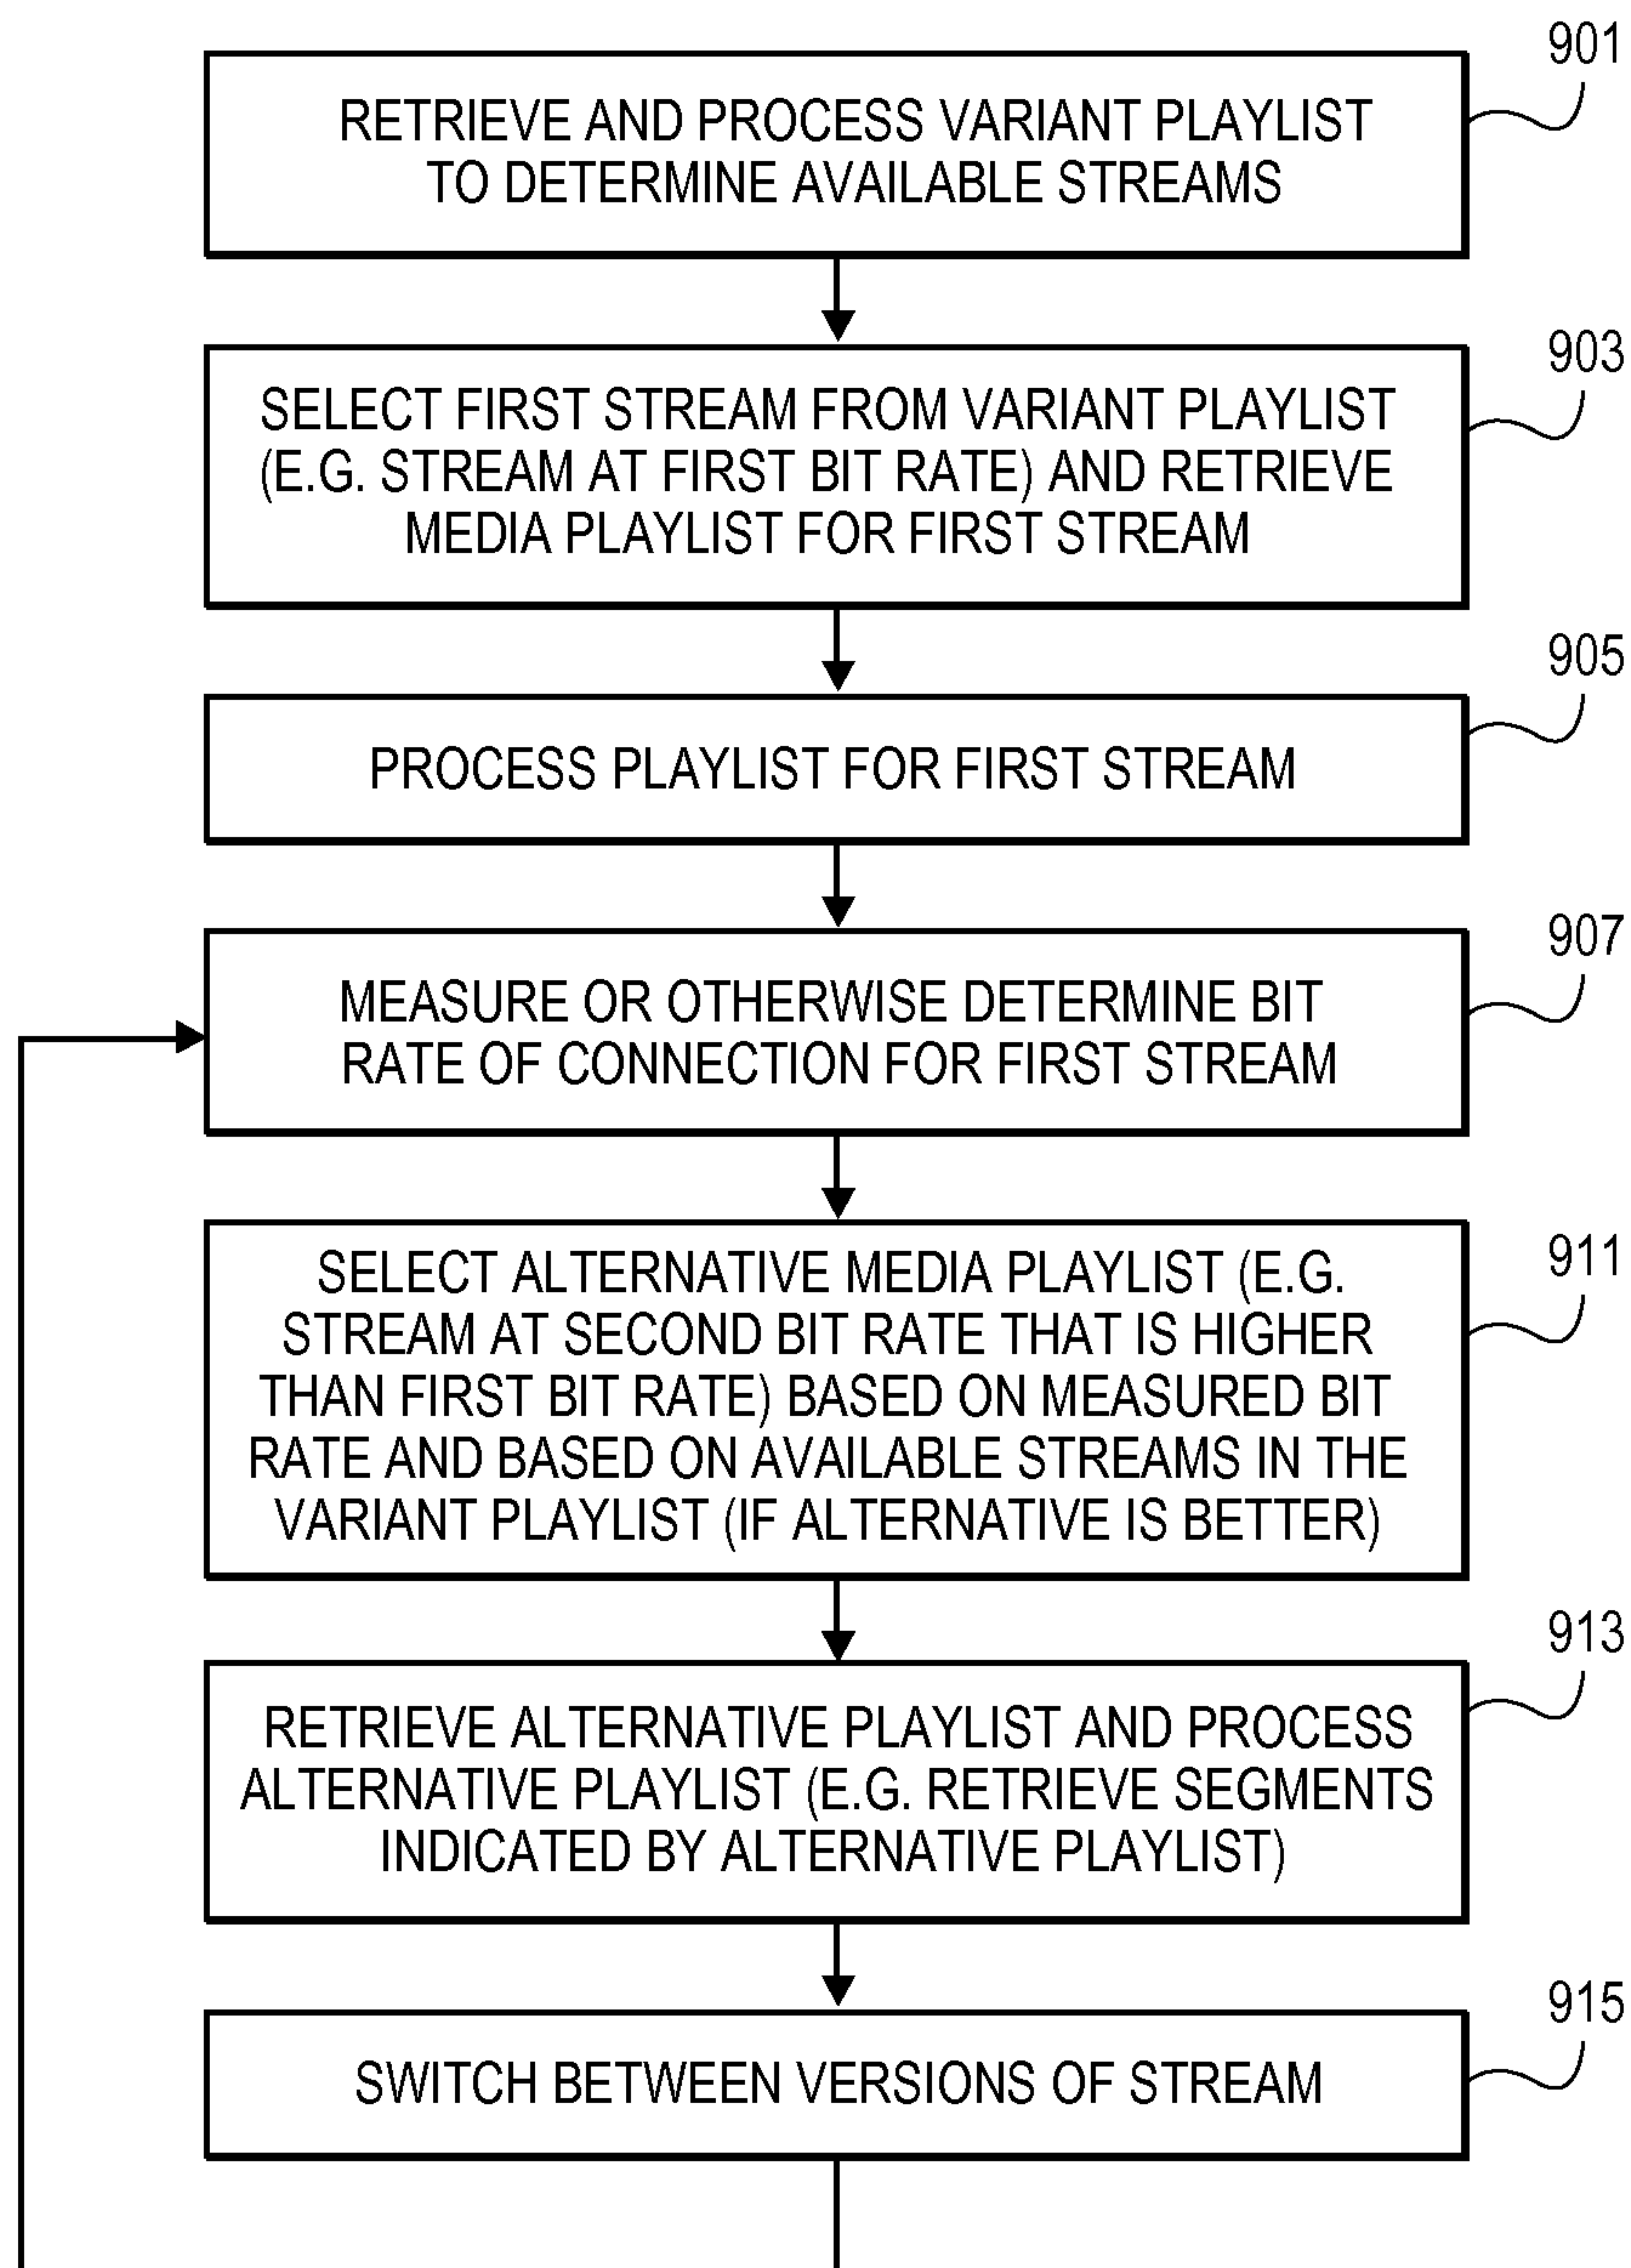 901
RETRIEVE AND PROCESS VARIANT PLAYLIST
TO DETERMINE AVAILABLE STREAMS
903
SELECT FIRST STREAM FROM VARIANT PLAYLIST
(E.G. STREAM AT FIRST BIT RATE) AND RETRIEVE
MEDIA PLAYLIST FOR FIRST STREAM
905
PROCESS PLAYLIST FOR FIRST STREAM
907
MEASURE OR OTHERWISE DETERMINE BIT
RATE OF CONNECTION FOR FIRST STREAM
911
SELECT ALTERNATIVE MEDIA PLAYLIST (E.G.
STREAM AT SECOND BIT RATE THAT IS HIGHER
THAN FIRST BIT RATE) BASED ON MEASURED BIT
RATE AND BASED ON AVAILABLE STREAMS IN THE
VARIANT PLAYLIST (IF ALTERNATIVE IS BETTER)
913
RETRIEVE ALTERNATIVE PLAYLIST AND PROCESS
ALTERNATIVE PLAYLIST (E.G. RETRIEVE SEGMENTS
INDICATED BY ALTERNATIVE PLAYLIST)
915
SWITCH BETWEEN VERSIONS OF STREAM